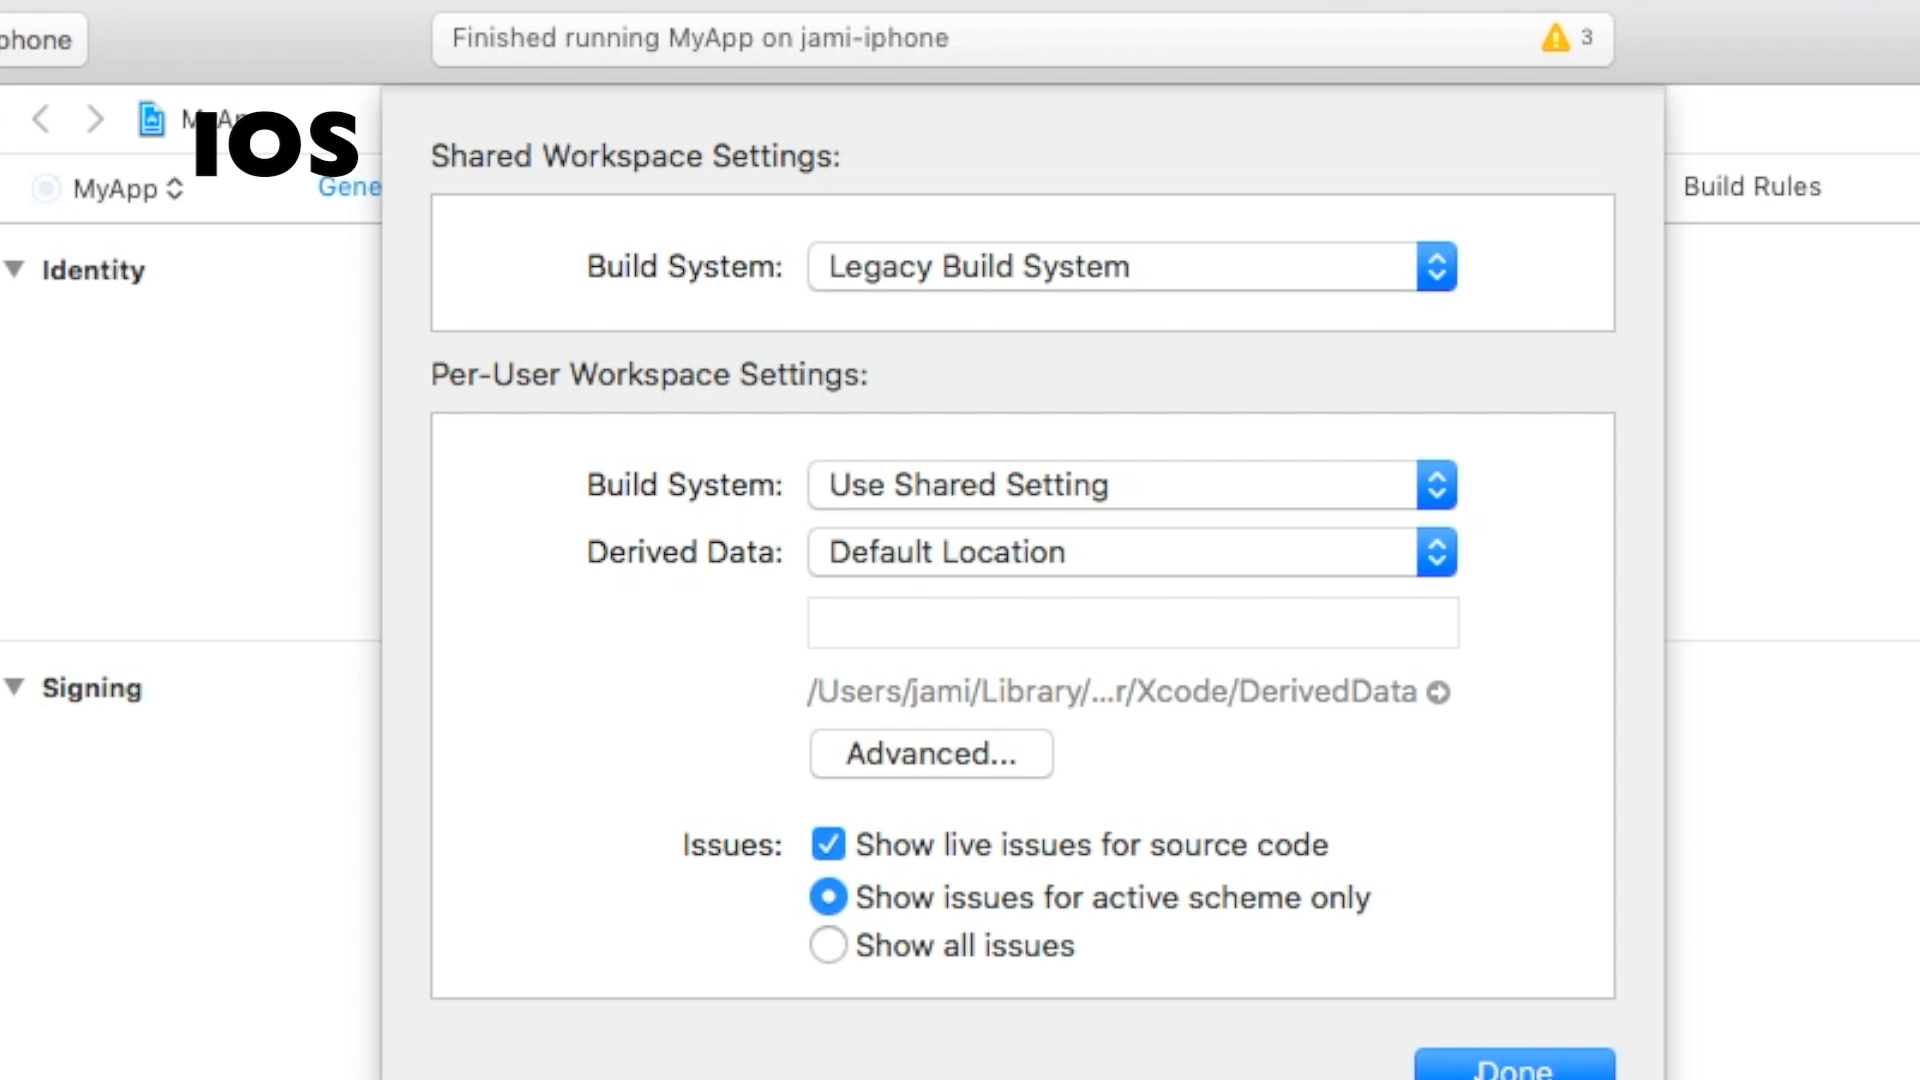 phone
Finished running MyApp on jami-iphone
3
IOS
MyApp
Gene
Build Rules
Identity
Signing
Shared Workspace Settings:
Build System: Legacy Build System
Per-User Workspace Settings:
Build System: Use Shared Setting
Derived Data: Default Location
/Users/jami/Library/...r/Xcode/DerivedData
Advanced...
Issues: Show live issues for source code
Show issues for active scheme only
Show all issues
Done